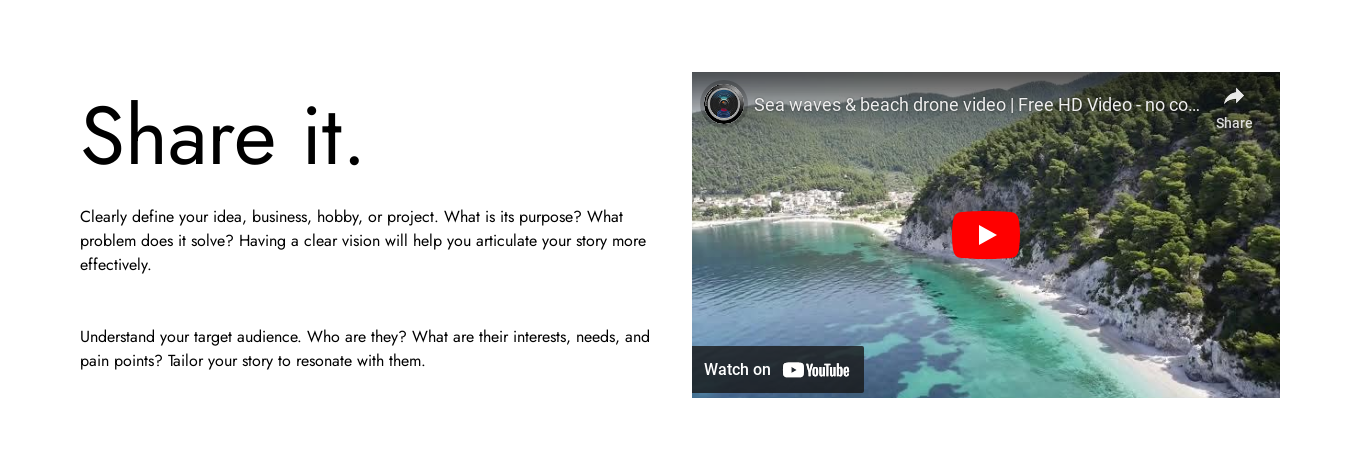 Share it.
Clearly define your idea, business, hobby, or project. What is its purpose? What
problem does it solve? Having a clear vision will help you articulate your story more
effectively.
Understand your target audience. Who are they? What are their interests, needs, and
pain points? Tailor your story to resonate with them.
Sea waves & beach drone video | Free HD Video - no co...
Share
Watch on YouTube